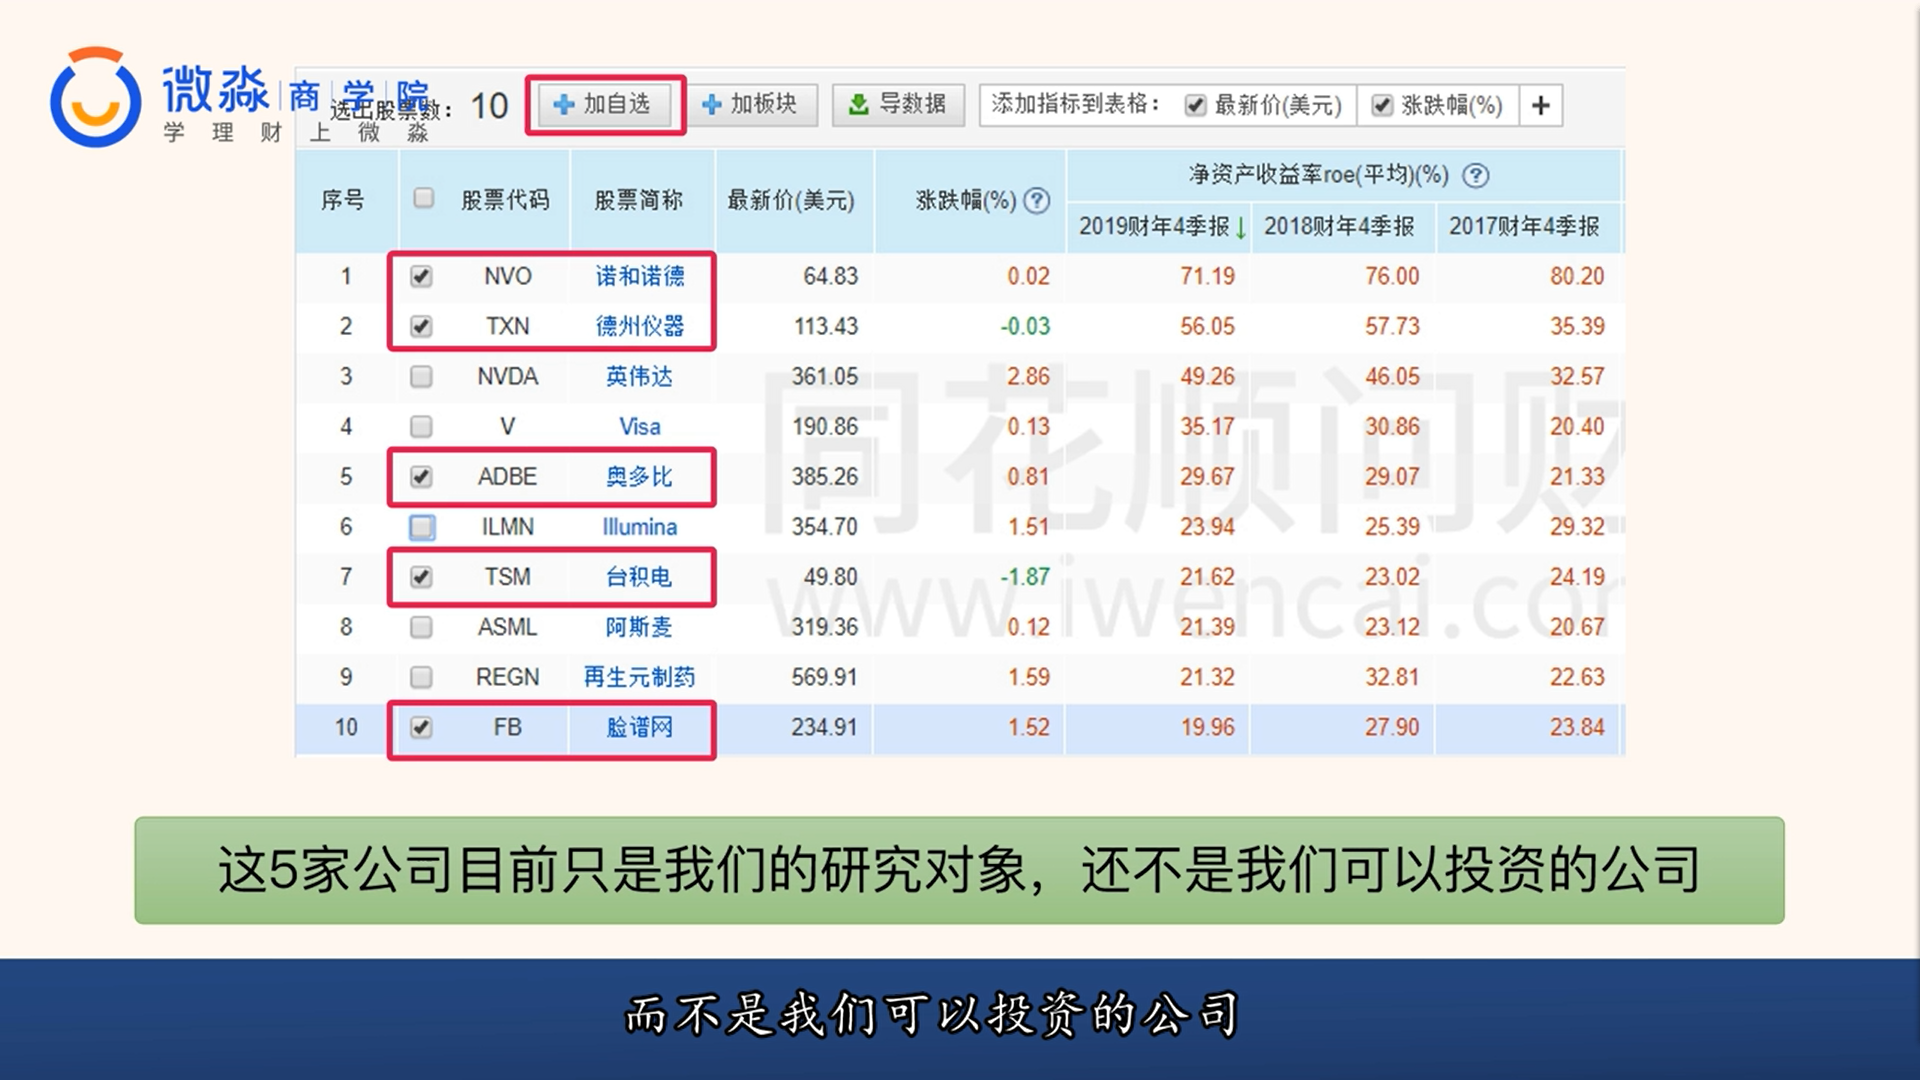 微淼 商学院
学理财 上微淼
选出股票数： 10 加自选 加板块 导数据 添加指标到表格： 最新价(美元) 涨跌幅(%) +
序号 股票代码 股票简称 最新价(美元) 涨跌幅(%) ? 净资产收益率roe(平均)(%) ?
2019财年4季报↓ 2018财年4季报 2017财年4季报
1 NVO 诺和诺德 64.83 0.02 71.19 76.00 80.20
2 TXN 德州仪器 113.43 -0.03 56.05 57.73 35.39
3 NVDA 英伟达 361.05 2.86 49.26 46.05 32.57
4 V Visa 190.86 0.13 35.17 30.86 20.40
5 ADBE 奥多比 385.26 0.81 29.67 29.07 21.33
6 ILMN Illumina 354.70 1.51 23.94 25.39 29.32
7 TSM 台积电 49.80 -1.87 21.62 23.02 24.19
8 ASML 阿斯麦 319.36 0.12 21.39 23.12 20.67
9 REGN 再生元制药 569.91 1.59 21.32 32.81 22.63
10 FB 脸谱网 234.91 1.52 19.96 27.90 23.84
同花顺问财
www.iwencai.com
这5家公司目前只是我们的研究对象，还不是我们可以投资的公司
而不是我们可以投资的公司